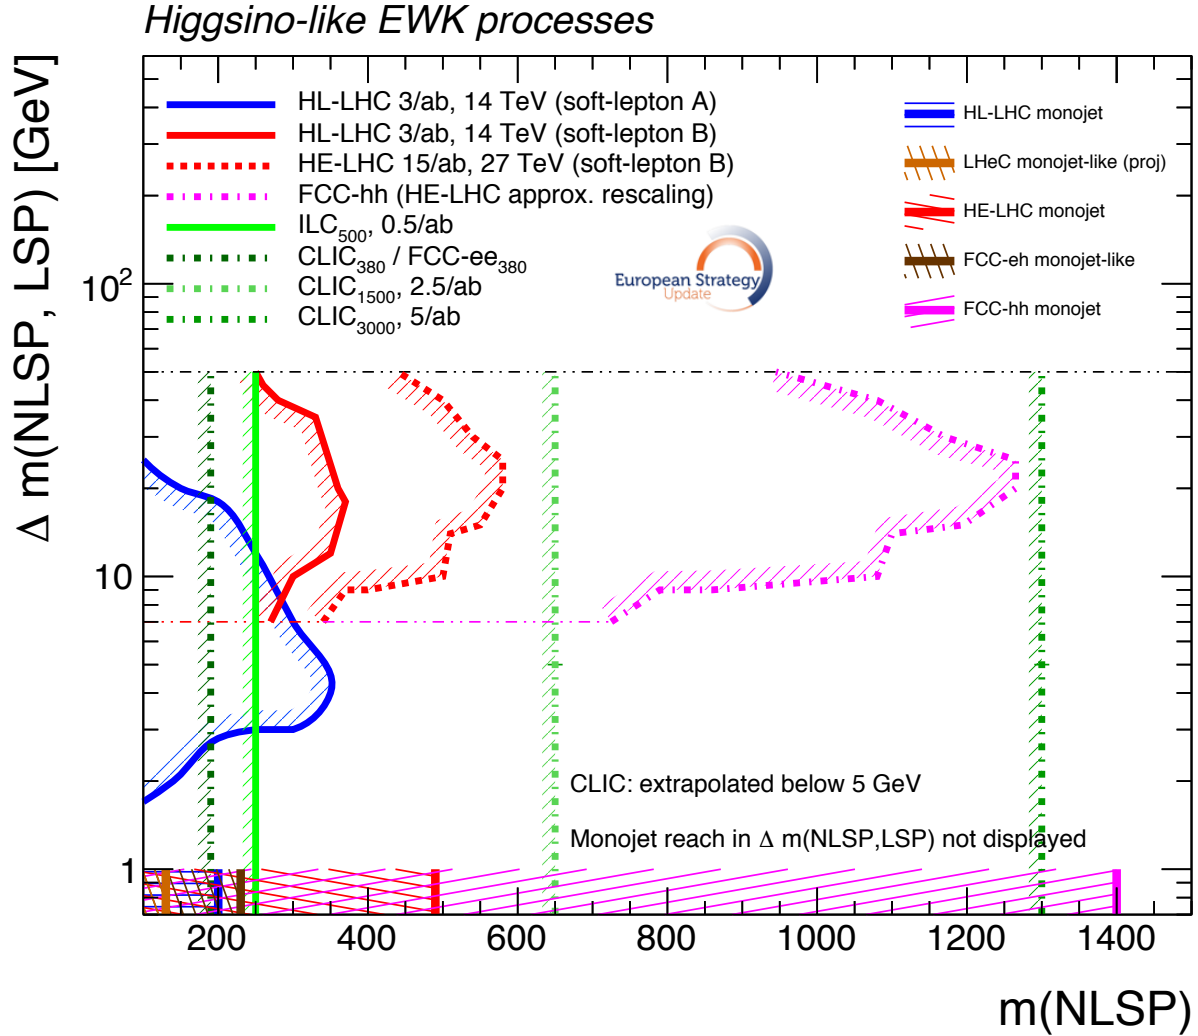 Higgsino-like EWK processes
Δ m(NLSP, LSP) [GeV]
HL-LHC 3/ab, 14 TeV (soft-lepton A)
HL-LHC 3/ab, 14 TeV (soft-lepton B)
HE-LHC 15/ab, 27 TeV (soft-lepton B)
FCC-hh (HE-LHC approx. rescaling)
ILC500, 0.5/ab
CLIC380 / FCC-ee380
CLIC1500, 2.5/ab
CLIC3000, 5/ab
HL-LHC monojet
LHeC monojet-like (proj)
HE-LHC monojet
FCC-eh monojet-like
FCC-hh monojet
European Strategy
Update
10²
10
1
CLIC: extrapolated below 5 GeV
Monojet reach in Δ m(NLSP,LSP) not displayed
200 400 600 800 1000 1200 1400
m(NLSP)